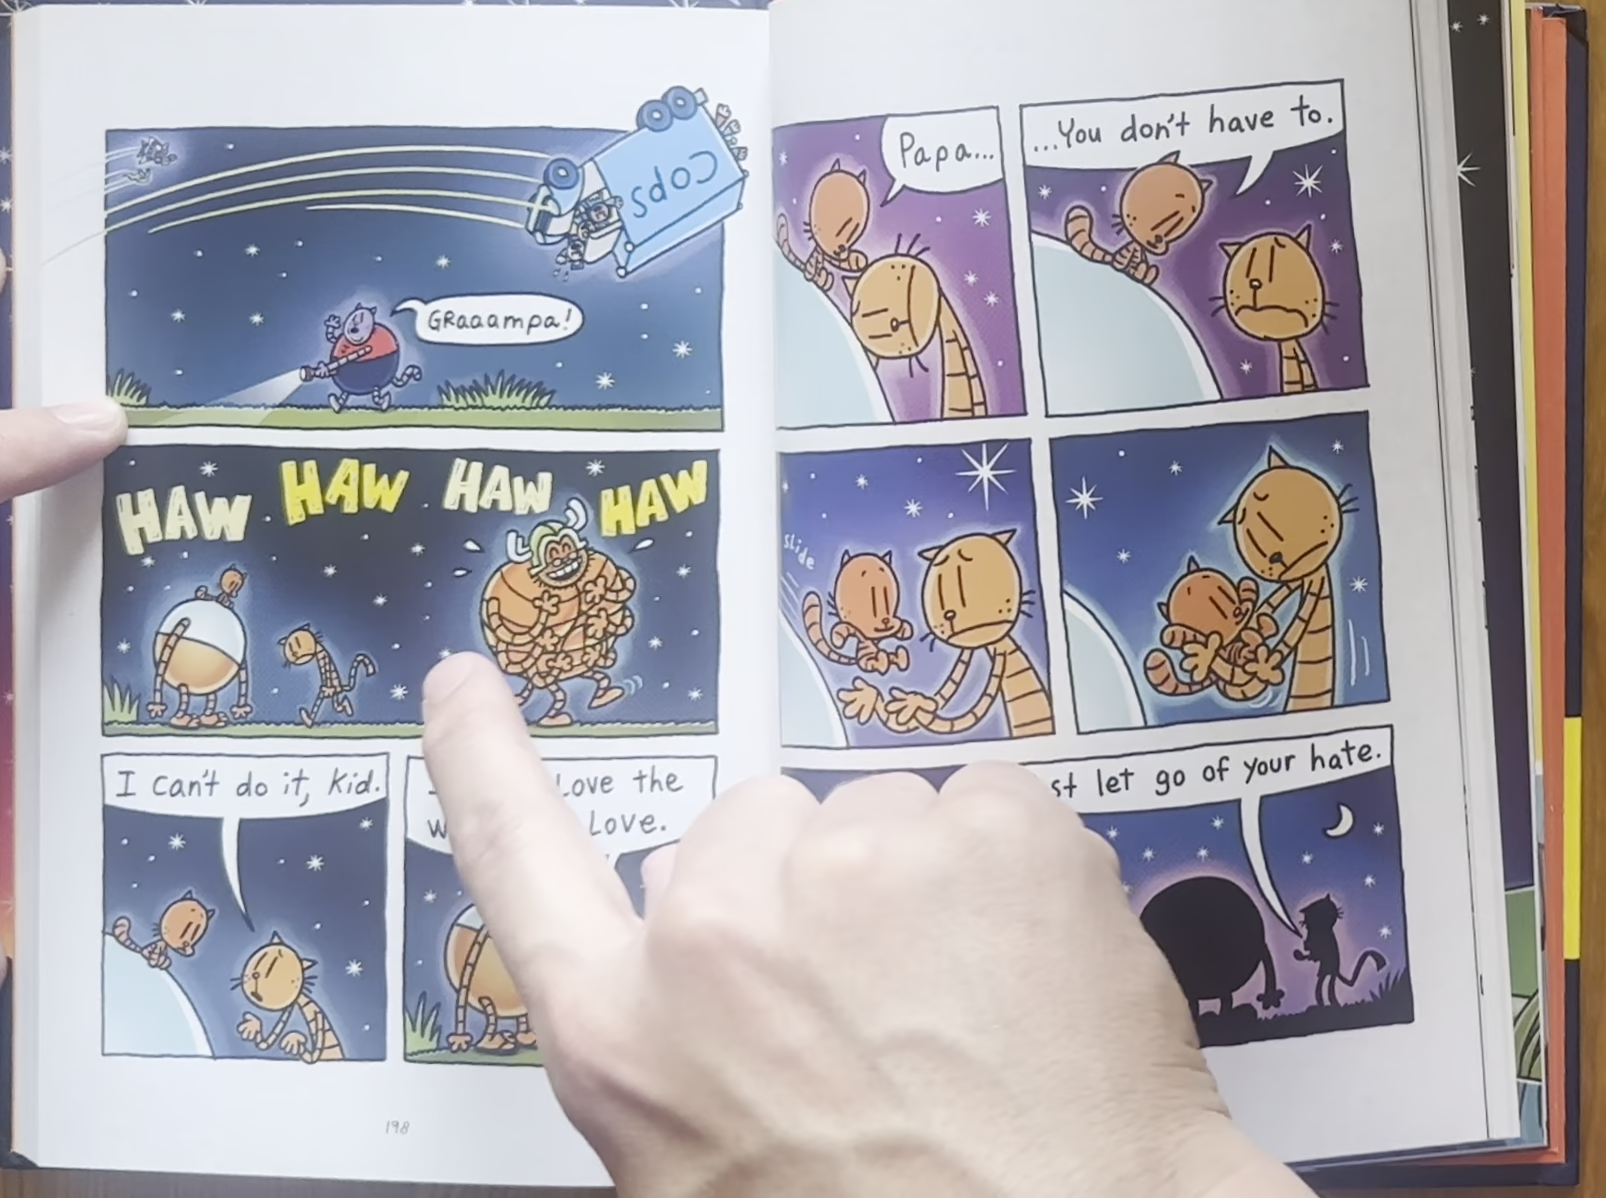 COPS
GRaaampa!
HAW HAW HAW HAW
I can't do it, kid.
Love the
Love.
198
Papa...
...You don't have to.
slide
let go of your hate.